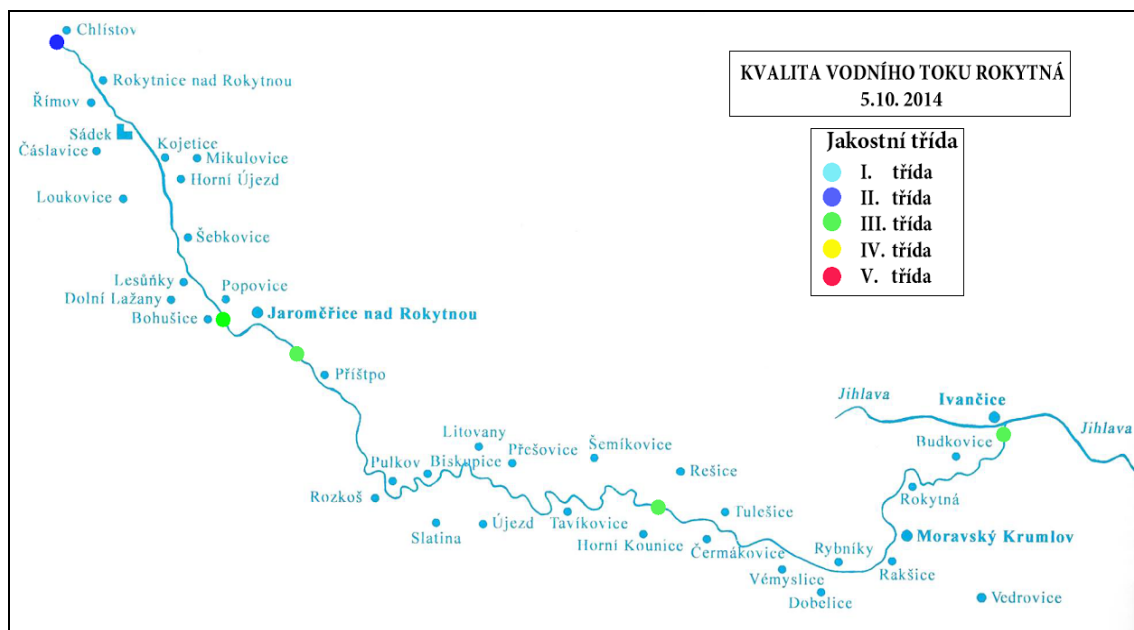 Chlístov
Rokytnice nad Rokytnou
Římov
Sádek
Čáslavice
Kojetice
Mikulovice
Horní Újezd
Loukovice
Šebkovice
Lesůňky
Dolní Lažany
Popovice
Bohušice
Jaroměřice nad Rokytnou
Příštpo
KVALITA VODNÍHO TOKU ROKYTNÁ
5.10. 2014
Jakostní třída
I. třída
II. třída
III. třída
IV. třída
V. třída
Litovany
Přešovice
Šemíkovice
Pulkov
Biskupice
Rešice
Rozkoš
Slatina
Újezd
Tavíkovice
Horní Kounice
Tulešice
Čermákovice
Vémyslice
Rybníky
Dobelice
Rakšice
Moravský Krumlov
Vedrovice
Rokytná
Budkovice
Jihlava
Ivančice
Jihlava